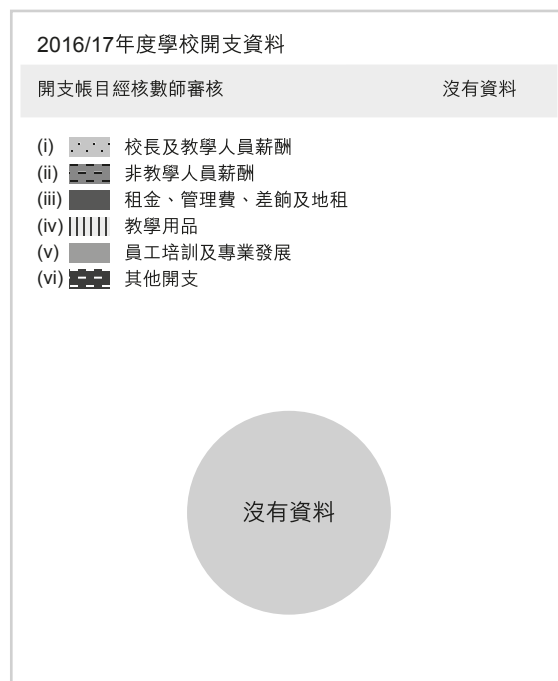 2016/17年度學校開支資料
開支帳目經核數師審核 沒有資料
(i) 校長及教學人員薪酬
(ii) 非教學人員薪酬
(iii) 租金、管理費、差餉及地租
(iv) 教學用品
(v) 員工培訓及專業發展
(vi) 其他開支
沒有資料